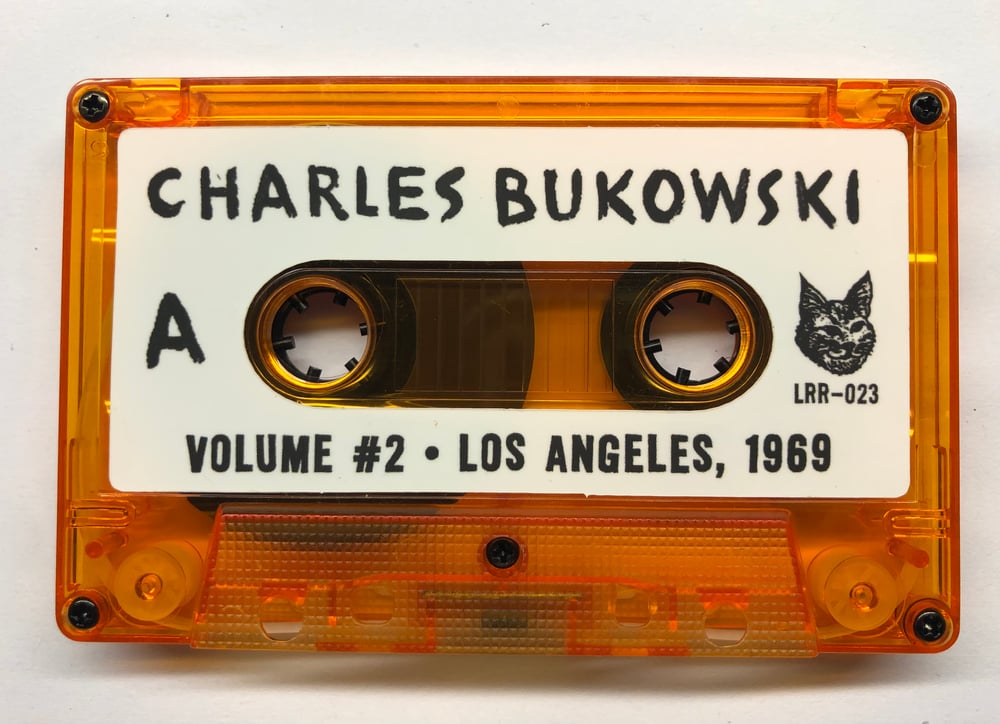 CHARLES BUKOWSKI
A
LRR-023
VOLUME #2 • LOS ANGELES, 1969